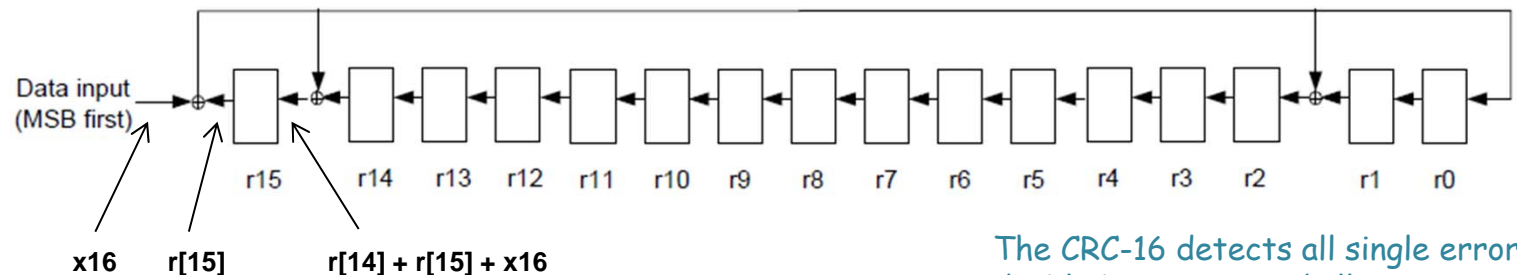 Data input
(MSB first)
r15 r14 r13 r12 r11 r10 r9 r8 r7 r6 r5 r4 r3 r2 r1 r0
x16 r[15] r[14] + r[15] + x16
The CRC-16 detects all single error